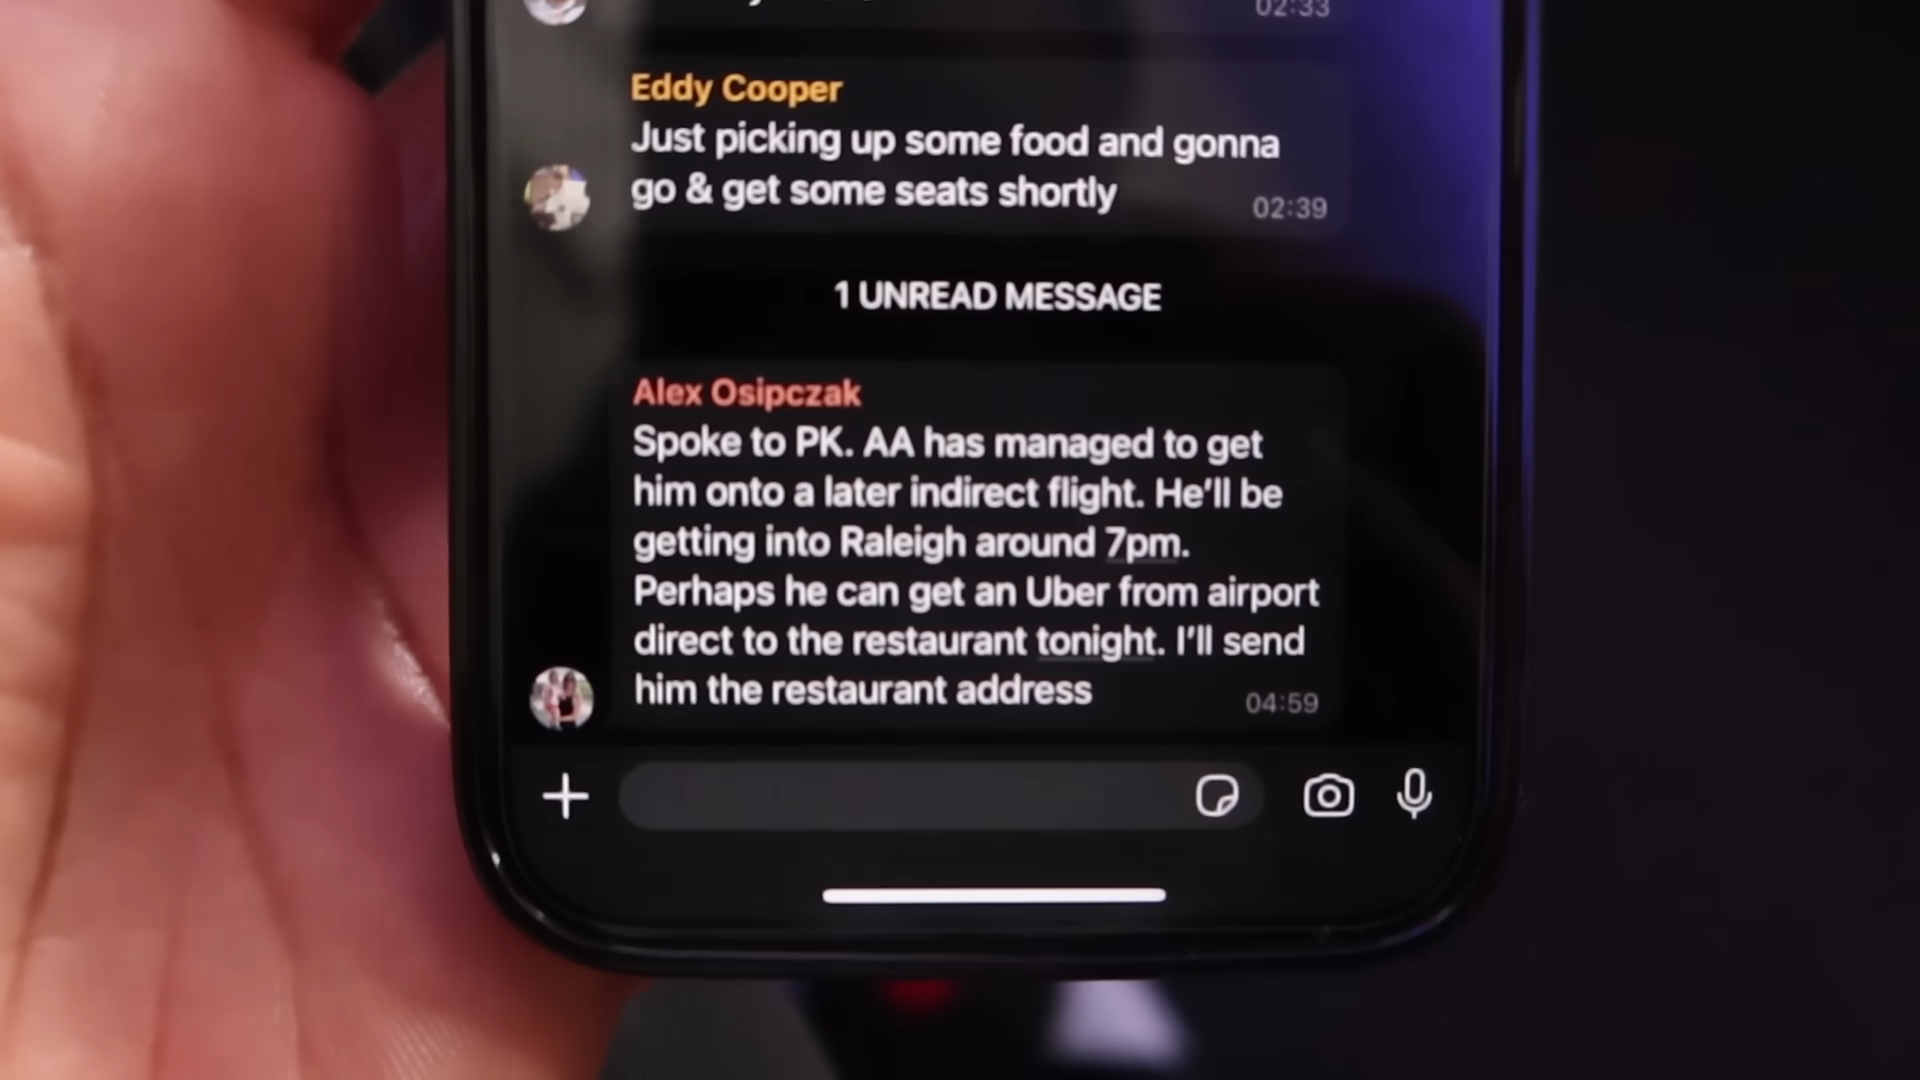 02:33
Eddy Cooper
Just picking up some food and gonna
go & get some seats shortly
02:39
1 UNREAD MESSAGE
Alex Osipczak
Spoke to PK. AA has managed to get
him onto a later indirect flight. He’ll be
getting into Raleigh around 7pm.
Perhaps he can get an Uber from airport
direct to the restaurant tonight. I’ll send
him the restaurant address
04:59